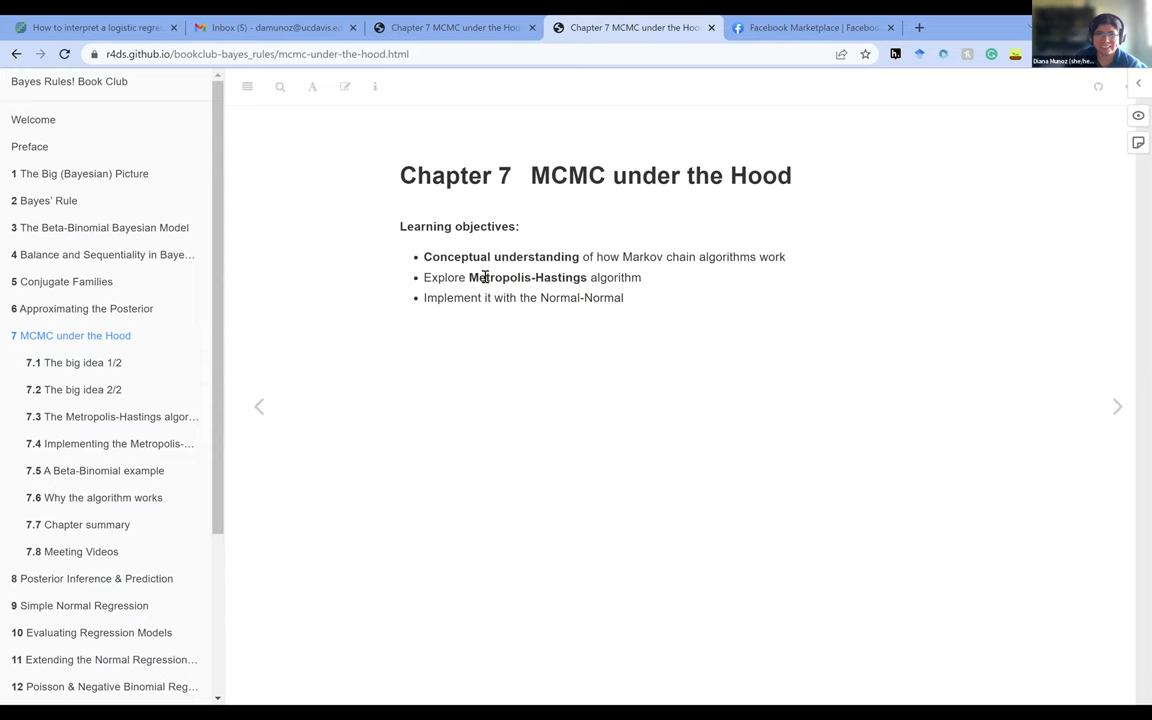 How to interpret a logistic regre
Inbox (5) - damunoz@ucdavis.ed
Chapter 7 MCMC under the Hood
Chapter 7 MCMC under the Hood
Facebook Marketplace | Facebook
r4ds.github.io/bookclub-bayes_rules/mcmc-under-the-hood.html
Diana Munoz (she/he...
Bayes Rules! Book Club
Welcome
Preface
1 The Big (Bayesian) Picture
2 Bayes' Rule
3 The Beta-Binomial Bayesian Model
4 Balance and Sequentiality in Baye...
5 Conjugate Families
6 Approximating the Posterior
7 MCMC under the Hood
7.1 The big idea 1/2
7.2 The big idea 2/2
7.3 The Metropolis-Hastings algor...
7.4 Implementing the Metropolis-...
7.5 A Beta-Binomial example
7.6 Why the algorithm works
7.7 Chapter summary
7.8 Meeting Videos
8 Posterior Inference & Prediction
9 Simple Normal Regression
10 Evaluating Regression Models
11 Extending the Normal Regression...
12 Poisson & Negative Binomial Reg...
Chapter 7 MCMC under the Hood
Learning objectives:
• Conceptual understanding of how Markov chain algorithms work
• Explore Metropolis-Hastings algorithm
• Implement it with the Normal-Normal